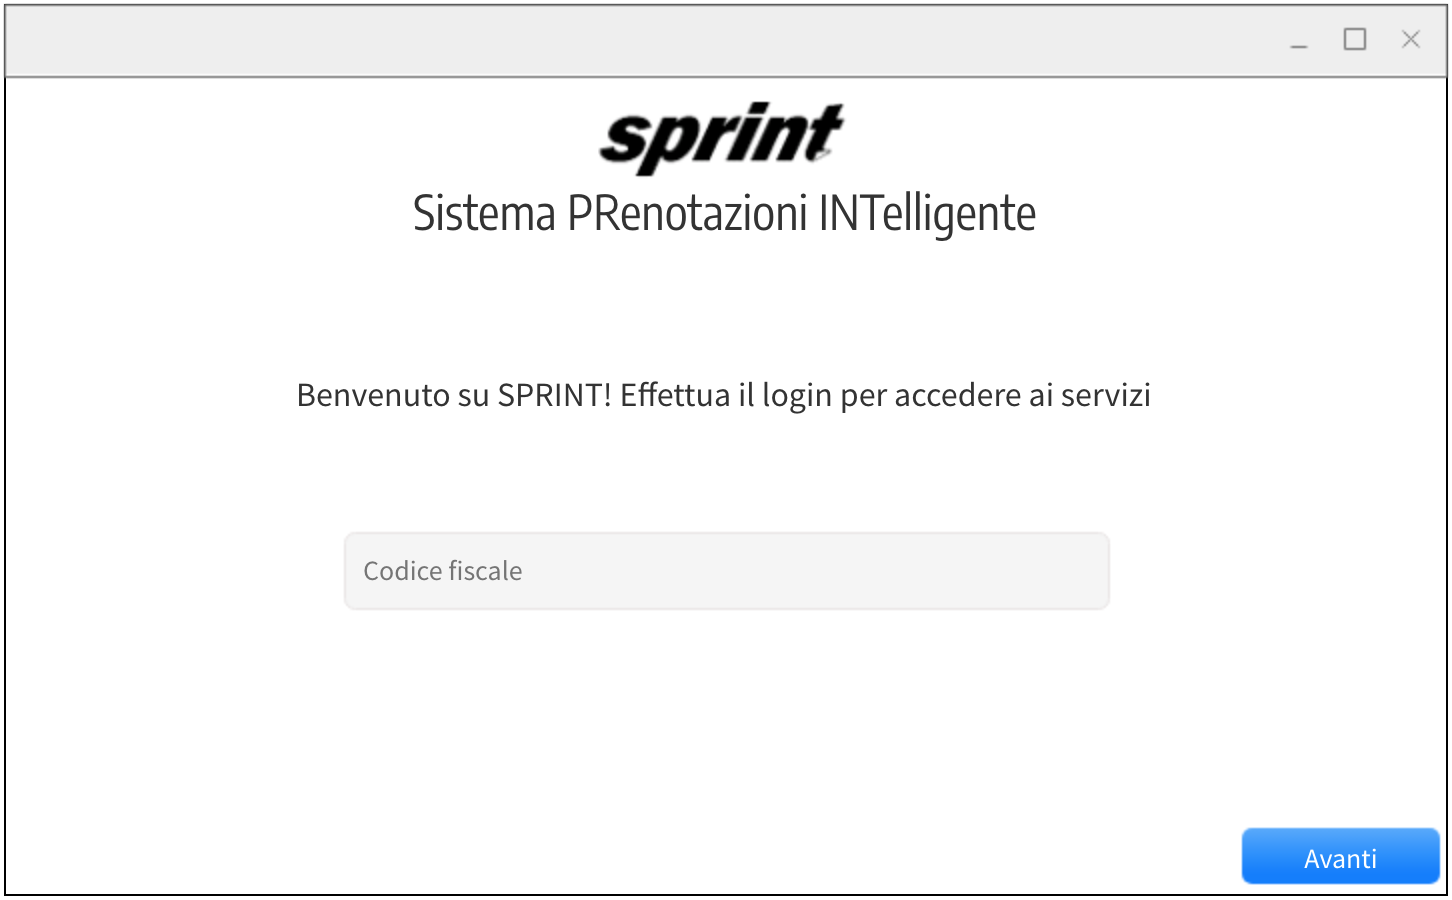 sprint
Sistema PRenotazioni INTelligente
Benvenuto su SPRINT! Effettua il login per accedere ai servizi
Codice fiscale
Avanti